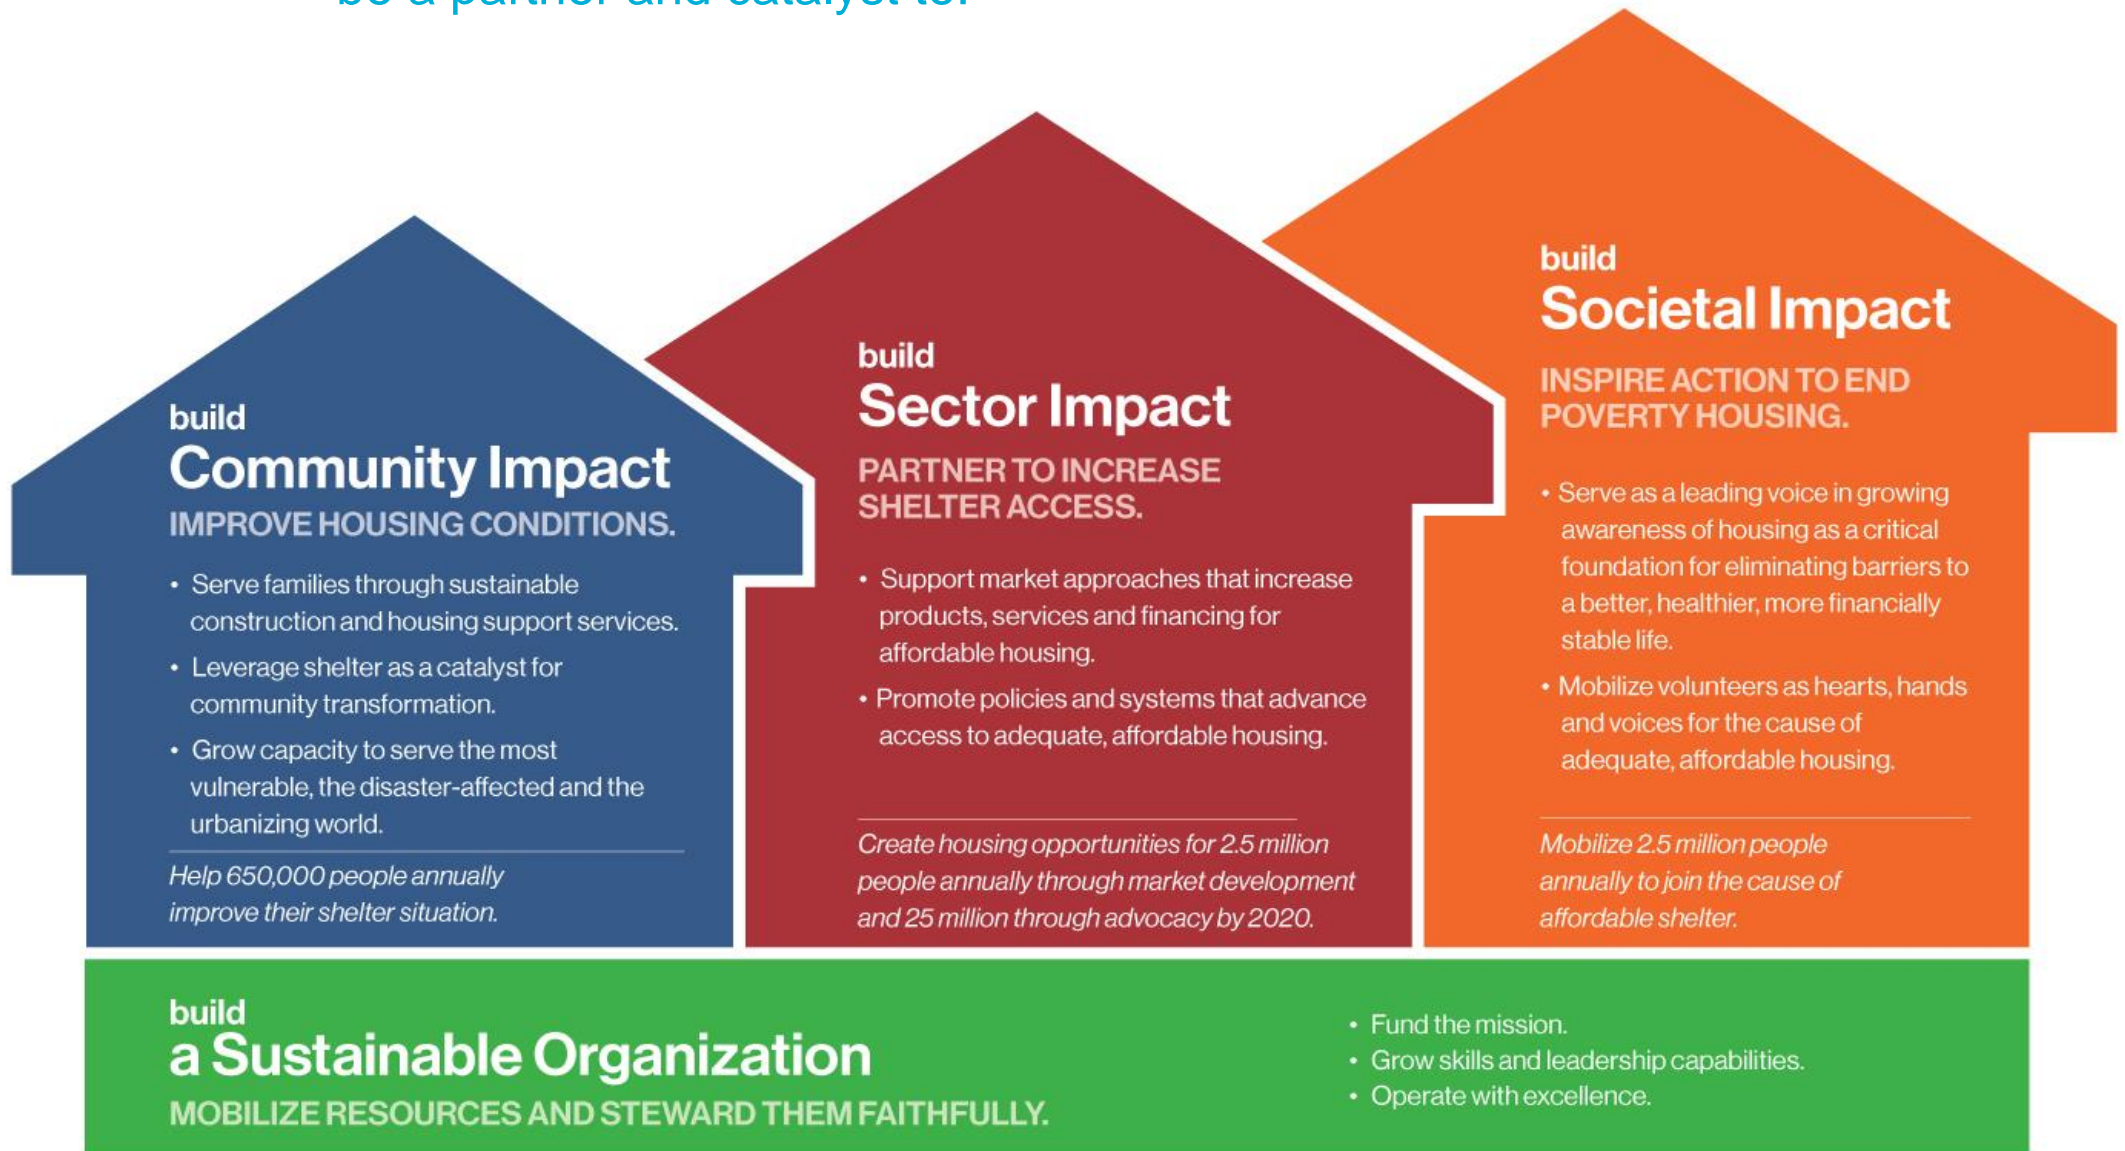 be a partner and catalyst to:
build
Community Impact
IMPROVE HOUSING CONDITIONS.
• Serve families through sustainable
construction and housing support services.
• Leverage shelter as a catalyst for
community transformation.
• Grow capacity to serve the most
vulnerable, the disaster-affected and the
urbanizing world.
Help 650,000 people annually
improve their shelter situation.
build
Sector Impact
PARTNER TO INCREASE
SHELTER ACCESS.
• Support market approaches that increase
products, services and financing for
affordable housing.
• Promote policies and systems that advance
access to adequate, affordable housing.
Create housing opportunities for 2.5 million
people annually through market development
and 25 million through advocacy by 2020.
build
Societal Impact
INSPIRE ACTION TO END
POVERTY HOUSING.
• Serve as a leading voice in growing
awareness of housing as a critical
foundation for eliminating barriers to
a better, healthier, more financially
stable life.
• Mobilize volunteers as hearts, hands
and voices for the cause of
adequate, affordable housing.
Mobilize 2.5 million people
annually to join the cause of
affordable shelter.
build
a Sustainable Organization
MOBILIZE RESOURCES AND STEWARD THEM FAITHFULLY.
• Fund the mission.
• Grow skills and leadership capabilities.
• Operate with excellence.